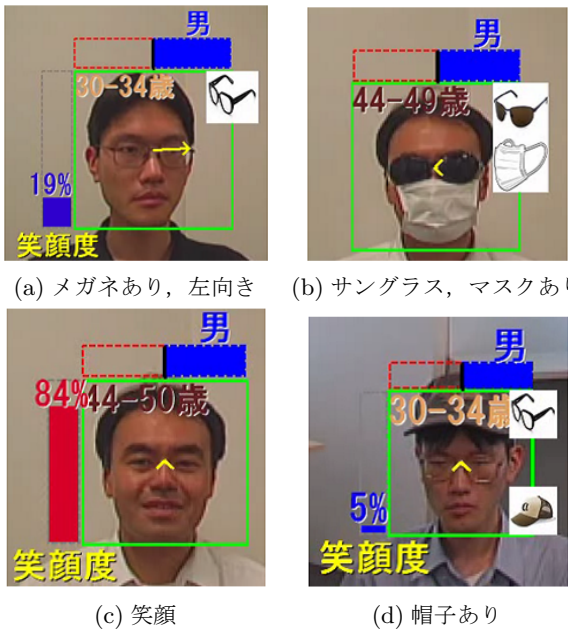 男
30-34歳
19%
笑顔度
(a) メガネあり，左向き
男
44-49歳
(b) サングラス，マスクあり
男
84%
44-50歳
笑顔度
(c) 笑顔
男
30-34歳
5%
笑顔度
(d) 帽子あり